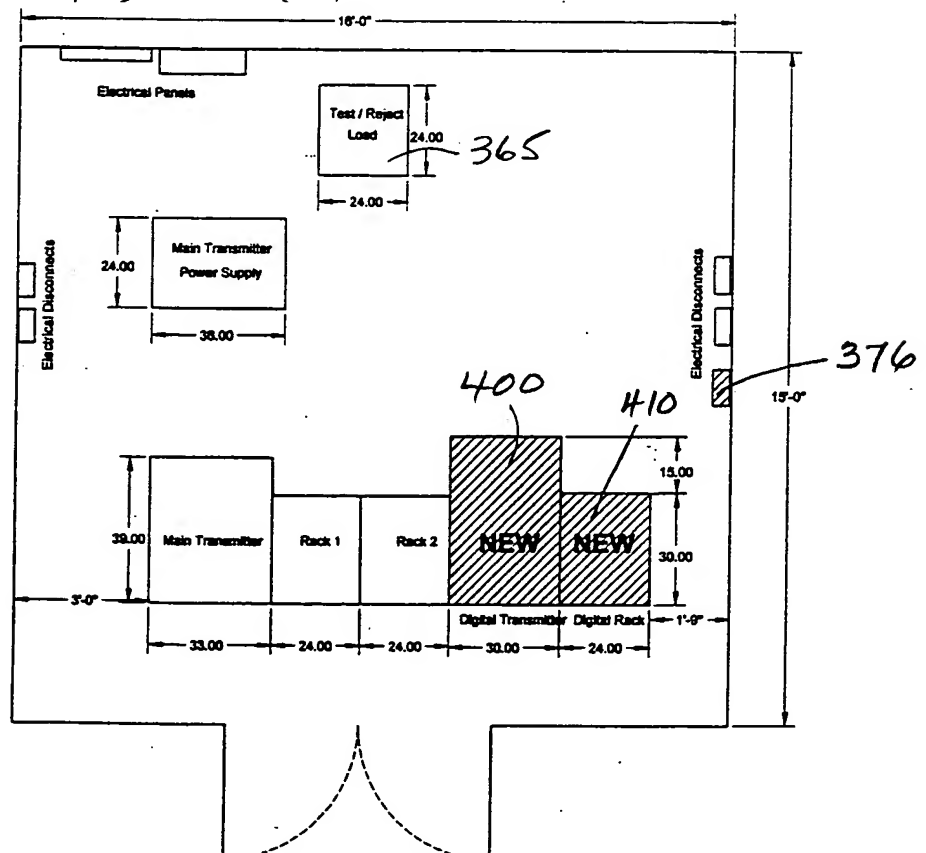 16'-0"
Electrical Panels
Test / Reject
Load
24.00
365
24.00
Main Transmitter
Power Supply
24.00
38.00
Electrical Disconnects
Electrical Disconnects
376
15'-0"
400
410
15.00
39.00
Main Transmitter
Rack 1
Rack 2
NEW
NEW
30.00
3'-0"
Digital Transmitter
Digital Rack
1'-9"
33.00
24.00
24.00
30.00
24.00